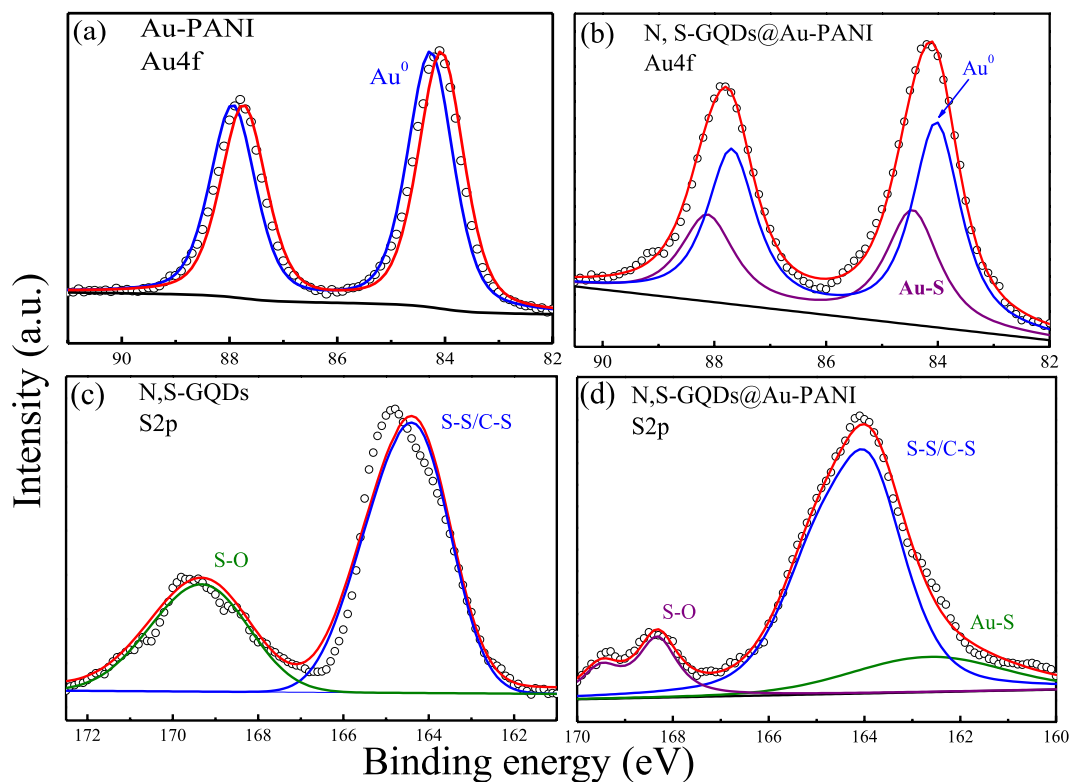 (a)
Au-PANI
Au4f
Au⁰
90
88
86
84
82
(b)
N, S-GQDs@Au-PANI
Au4f
Au⁰
Au-S
90
88
86
84
82
Intensity (a.u.)
(c)
N,S-GQDs
S2p
S-S/C-S
S-O
172
170
168
166
164
162
(d)
N,S-GQDs@Au-PANI
S2p
S-S/C-S
S-O
Au-S
170
168
166
164
162
160
Binding energy (eV)